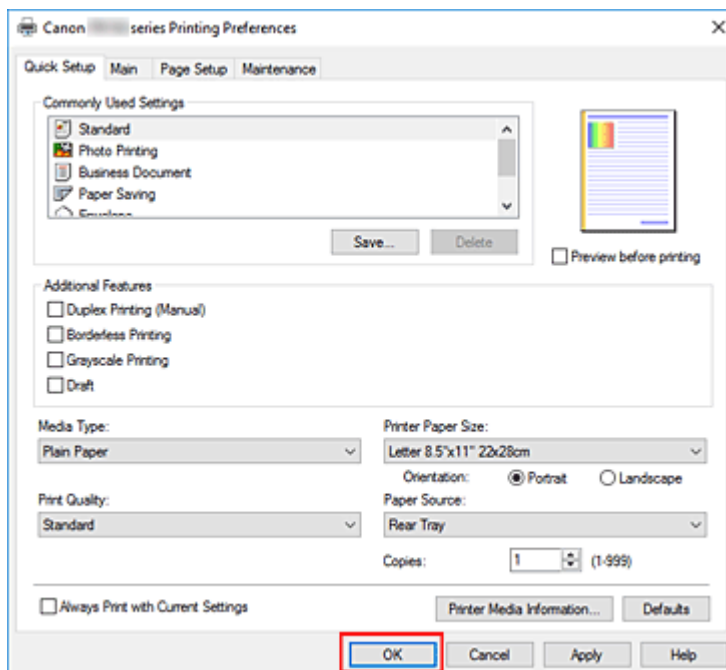 Canon series Printing Preferences
Quick Setup Main Page Setup Maintenance
Commonly Used Settings
Standard
Photo Printing
Business Document
Paper Saving
Envelope
Save... Delete
Preview before printing
Additional Features
Duplex Printing (Manual)
Borderless Printing
Grayscale Printing
Draft
Media Type: Printer Paper Size:
Plain Paper Letter 8.5"x11" 22x28cm
Orientation: Portrait Landscape
Print Quality: Paper Source:
Standard Rear Tray
Copies: 1 (1-999)
Always Print with Current Settings Printer Media Information... Defaults
OK Cancel Apply Help